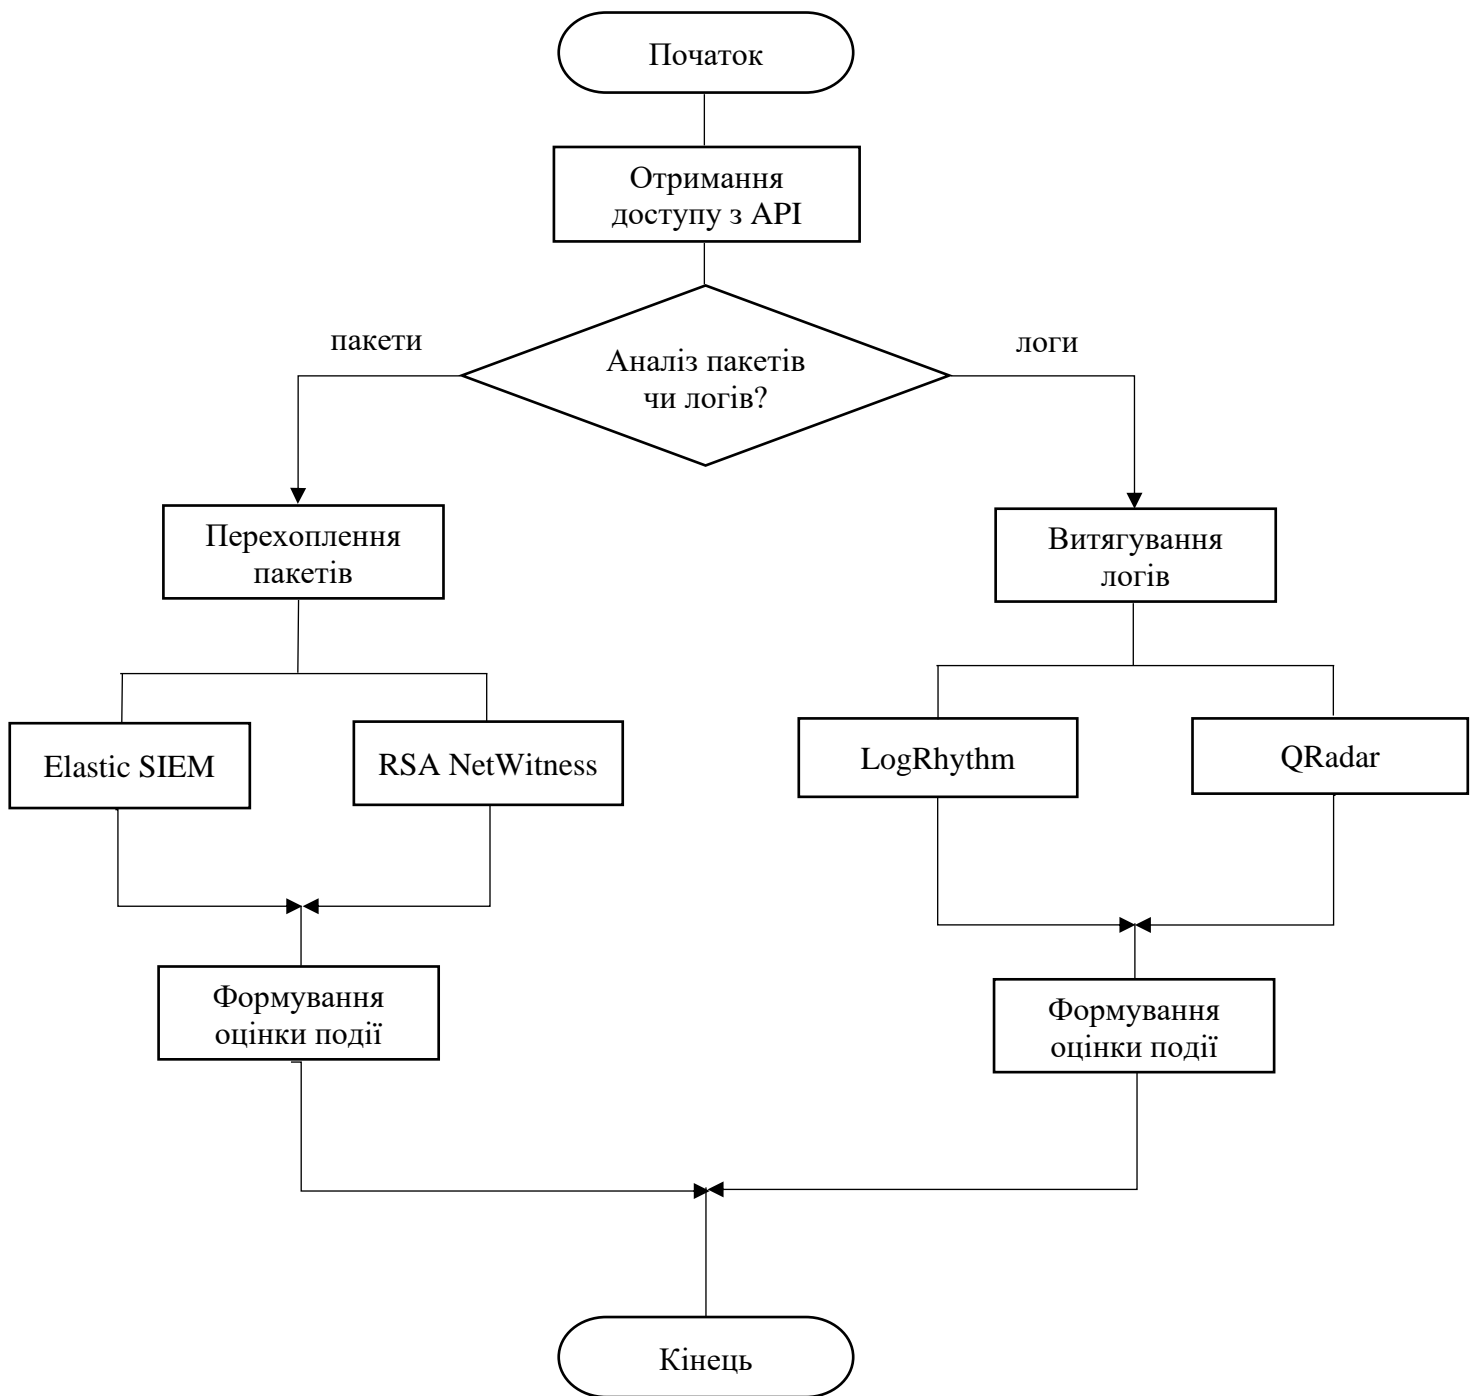 Початок
Отримання
доступу з API
пакети
логи
Аналіз пакетів
чи логів?
Перехоплення
пакетів
Витягування
логів
Elastic SIEM
RSA NetWitness
LogRhythm
QRadar
Формування
оцінки події
Формування
оцінки події
Кінець